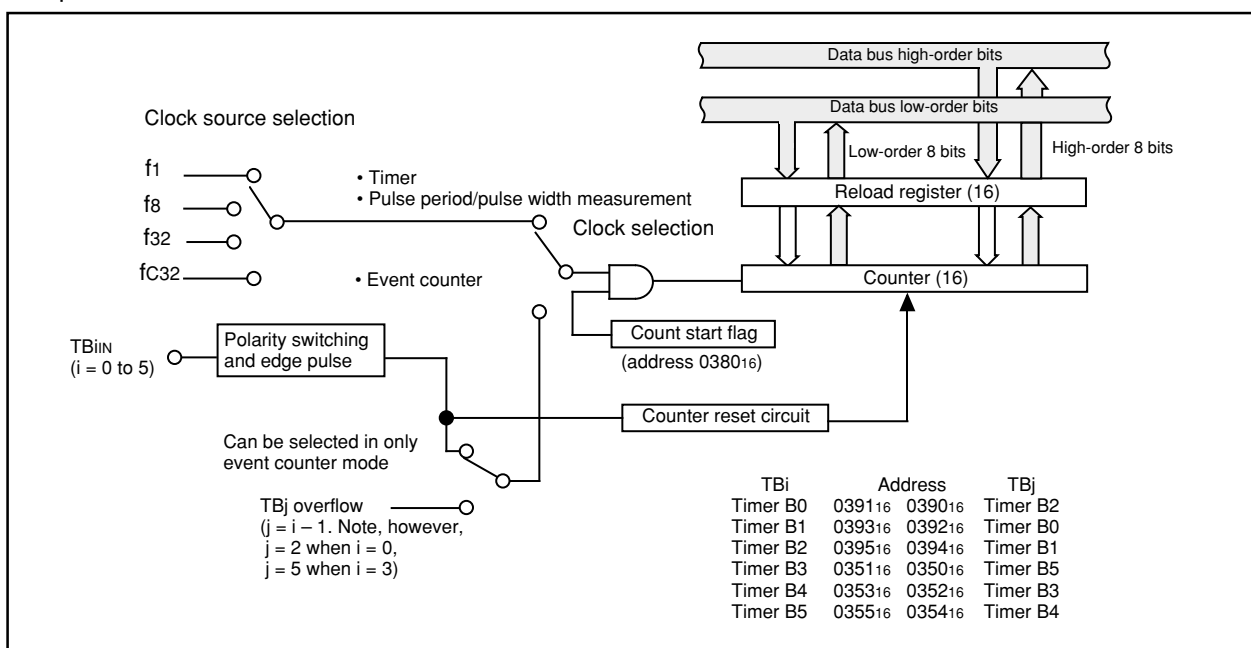 Data bus high-order bits
Data bus low-order bits
Clock source selection
Low-order 8 bits
High-order 8 bits
f1
f8
f32
fC32
• Timer
• Pulse period/pulse width measurement
Reload register (16)
Clock selection
• Event counter
Counter (16)
TBiIN
(i = 0 to 5)
Polarity switching
and edge pulse
Count start flag
(address 038016)
Counter reset circuit
Can be selected in only
event counter mode
TBj overflow
(j = i – 1. Note, however,
j = 2 when i = 0,
j = 5 when i = 3)
TBi Address TBj
Timer B0 039116 039016 Timer B2
Timer B1 039316 039216 Timer B0
Timer B2 039516 039416 Timer B1
Timer B3 035116 035016 Timer B5
Timer B4 035316 035216 Timer B3
Timer B5 035516 035416 Timer B4